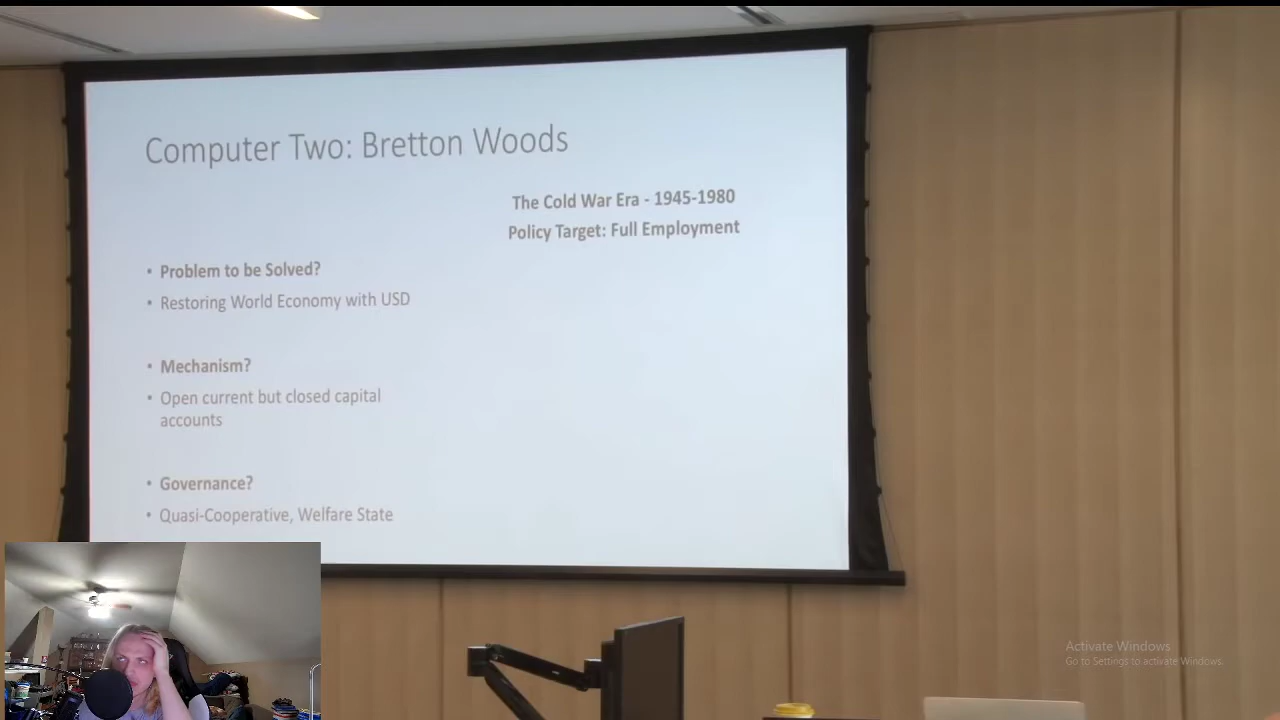 Computer Two: Bretton Woods
The Cold War Era - 1945-1980
Policy Target: Full Employment
• Problem to be Solved?
• Restoring World Economy with USD
• Mechanism?
• Open current but closed capital
accounts
• Governance?
• Quasi-Cooperative, Welfare State
Activate Windows
Go to Settings to activate Windows.